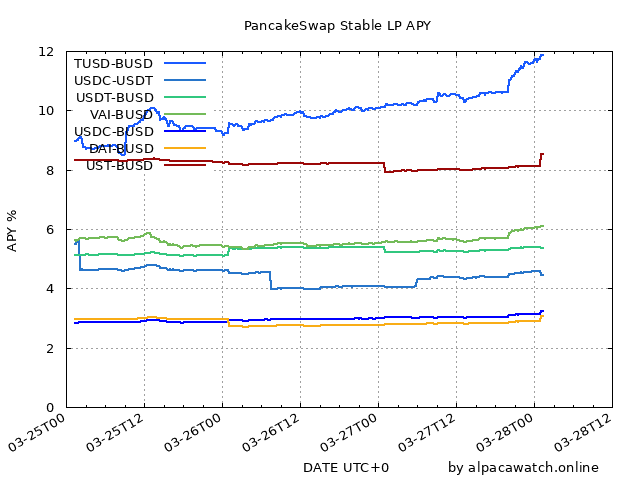 PancakeSwap Stable LP APY
12
10
8
6
4
2
0
APY %
TUSD-BUSD
USDC-USDT
USDT-BUSD
VAI-BUSD
USDC-BUSD
DAI-BUSD
UST-BUSD
03-25T00
03-25T12
03-26T00
03-26T12
03-27T00
03-27T12
03-28T00
03-28T12
DATE UTC+0
by alpacawatch.online